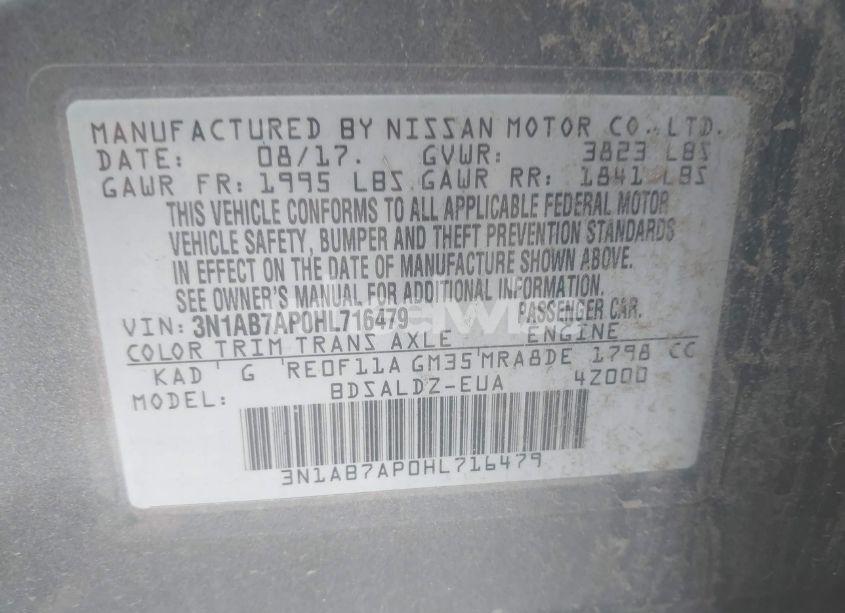 MANUFACTURED BY NISSAN MOTOR CO., LTD.
DATE: 08/17. GVWR: 3823 LBS
GAWR FR: 1995 LBS GAWR RR: 1841 LBS
THIS VEHICLE CONFORMS TO ALL APPLICABLE FEDERAL MOTOR
VEHICLE SAFETY, BUMPER AND THEFT PREVENTION STANDARDS
IN EFFECT ON THE DATE OF MANUFACTURE SHOWN ABOVE.
SEE OWNER'S MANUAL FOR ADDITIONAL INFORMATION.
VIN: 3N1AB7AP0HL716479 PASSENGER CAR.
COLOR TRIM TRANS AXLE ENGINE
KAD G RE0F11A GM35 MRA8DE 1798 CC
MODEL: BDSALDZ-EUA 4Z000
3N1AB7AP0HL716479